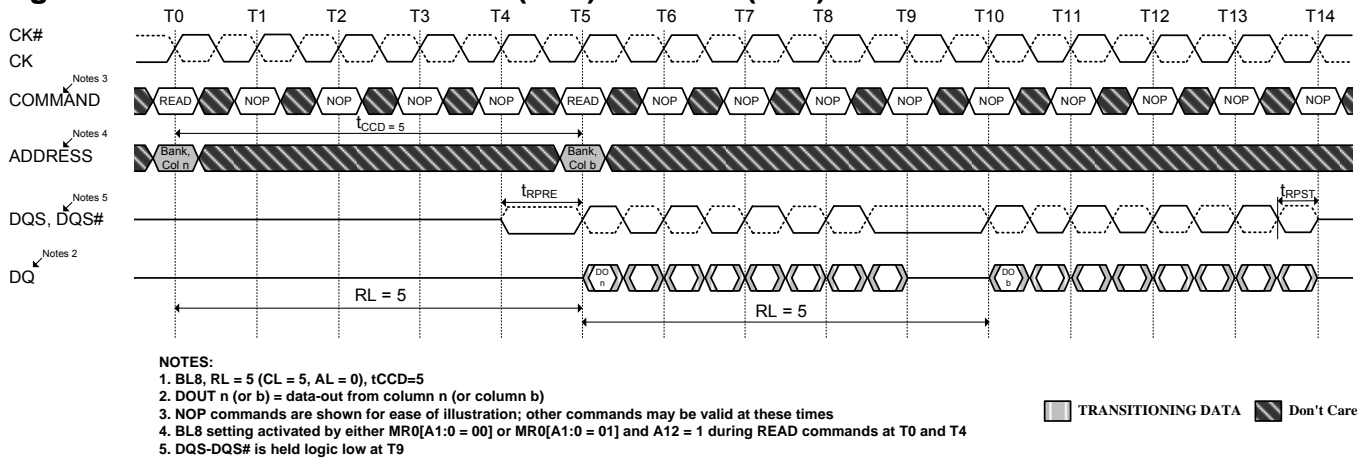 T0 T1 T2 T3 T4 T5 T6 T7 T8 T9 T10 T11 T12 T13 T14
CK#
CK
Notes 3
COMMAND READ NOP NOP NOP NOP READ NOP NOP NOP NOP NOP NOP NOP NOP NOP
tCCD = 5
Notes 4
ADDRESS Bank, Col n Bank, Col b
tRPRE tRPST
Notes 5
DQS, DQS#
Notes 2
DQ DO n DO b
RL = 5 RL = 5
NOTES:
1. BL8, RL = 5 (CL = 5, AL = 0), tCCD=5
2. DOUT n (or b) = data-out from column n (or column b)
3. NOP commands are shown for ease of illustration; other commands may be valid at these times
4. BL8 setting activated by either MR0[A1:0 = 00] or MR0[A1:0 = 01] and A12 = 1 during READ commands at T0 and T4
5. DQS-DQS# is held logic low at T9
TRANSITIONING DATA Don't Care